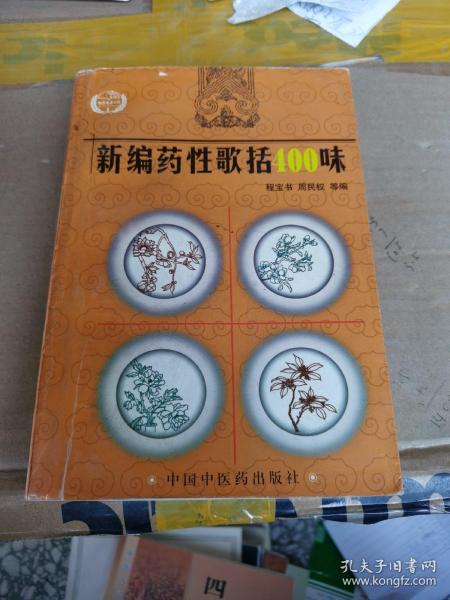 新编药性歌括400味
程宝书 周民权 等编
中国中医药出版社
四
孔夫子旧书网
www.kongfz.com